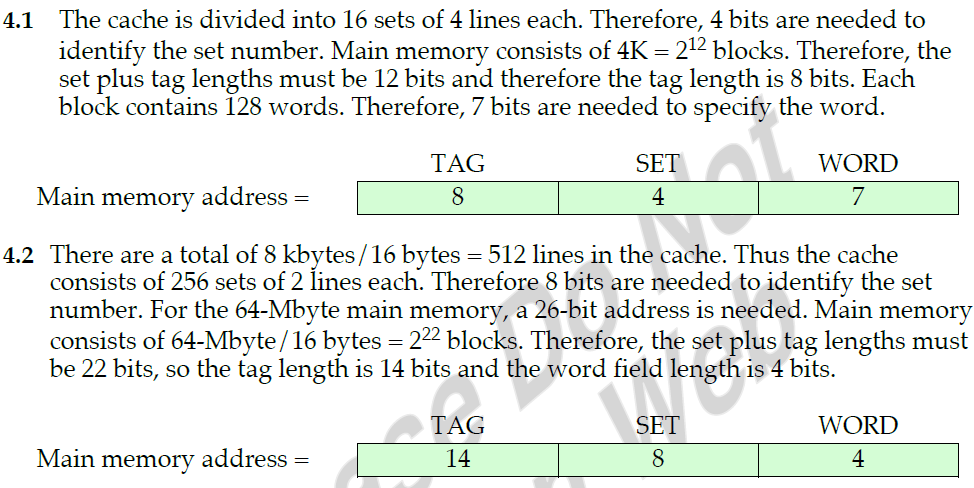 4.1 The cache is divided into 16 sets of 4 lines each. Therefore, 4 bits are needed to
identify the set number. Main memory consists of 4K = 2¹² blocks. Therefore, the
set plus tag lengths must be 12 bits and therefore the tag length is 8 bits. Each
block contains 128 words. Therefore, 7 bits are needed to specify the word.
TAG SET WORD
Main memory address = 8 4 7
4.2 There are a total of 8 kbytes/16 bytes = 512 lines in the cache. Thus the cache
consists of 256 sets of 2 lines each. Therefore 8 bits are needed to identify the set
number. For the 64-Mbyte main memory, a 26-bit address is needed. Main memory
consists of 64-Mbyte/16 bytes = 2²² blocks. Therefore, the set plus tag lengths must
be 22 bits, so the tag length is 14 bits and the word field length is 4 bits.
TAG SET WORD
Main memory address = 14 8 4
se Do Not
Web